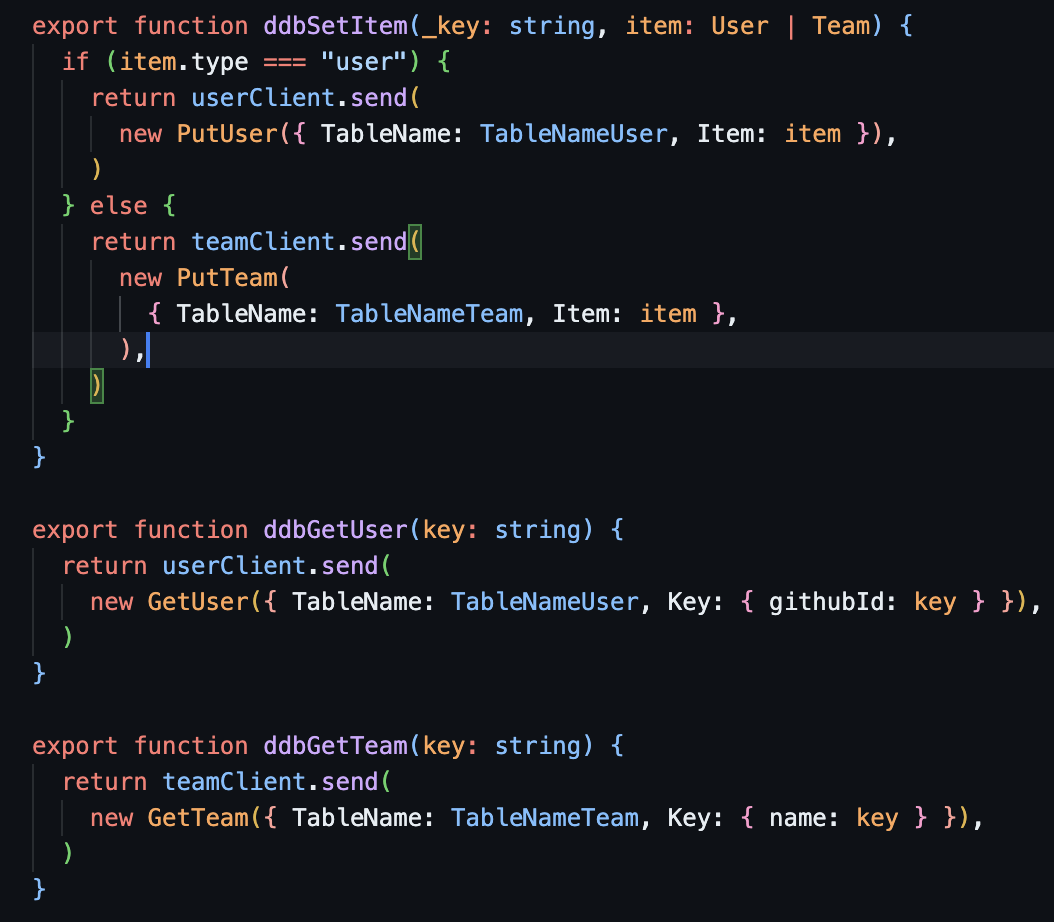 export function ddbSetItem(_key: string, item: User | Team) {
  if (item.type === "user") {
    return userClient.send(
      new PutUser({ TableName: TableNameUser, Item: item }),
    )
  } else {
    return teamClient.send(
      new PutTeam(
        { TableName: TableNameTeam, Item: item },
      ),
    )
  }
}

export function ddbGetUser(key: string) {
  return userClient.send(
    new GetUser({ TableName: TableNameUser, Key: { githubId: key } }),
  )
}

export function ddbGetTeam(key: string) {
  return teamClient.send(
    new GetTeam({ TableName: TableNameTeam, Key: { name: key } }),
  )
}